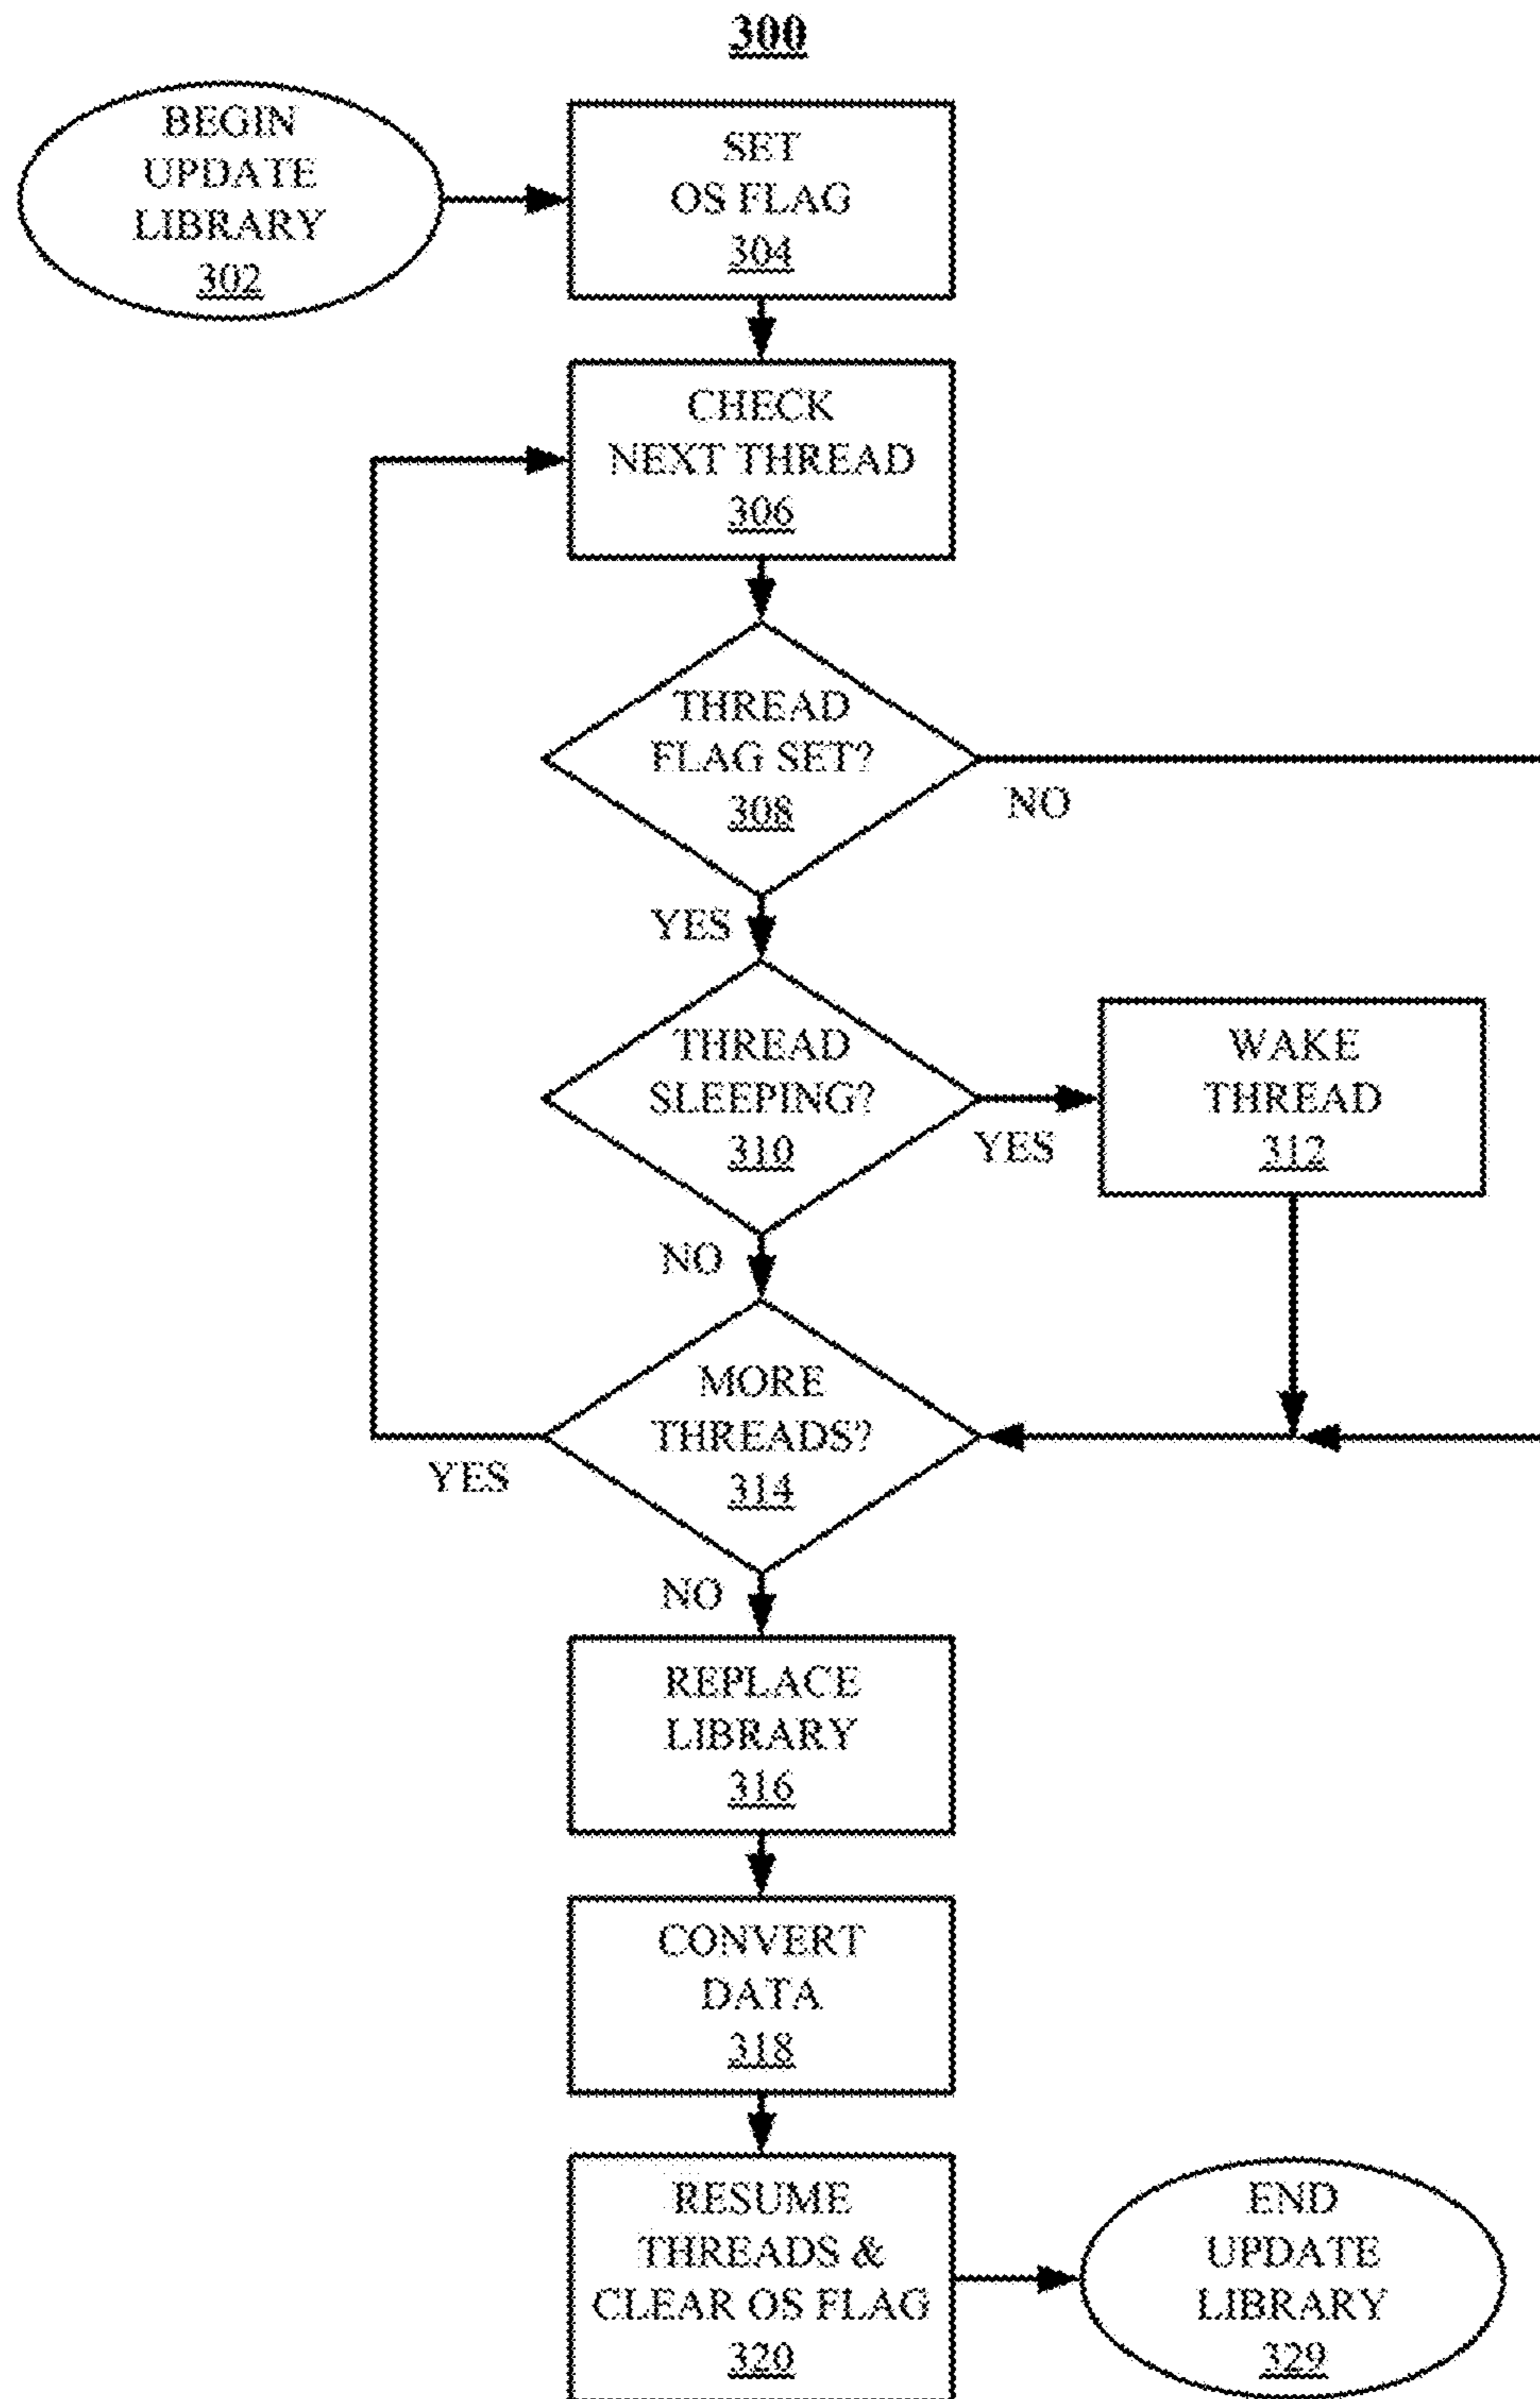 300
BEGIN
UPDATE
LIBRARY
302
SET
OS FLAG
304
CHECK
NEXT THREAD
306
THREAD
FLAG SET?
308
NO
YES
THREAD
SLEEPING?
310
YES
WAKE
THREAD
312
NO
MORE
THREADS?
314
YES
NO
REPLACE
LIBRARY
316
CONVERT
DATA
318
RESUME
THREADS &
CLEAR OS FLAG
320
END
UPDATE
LIBRARY
329